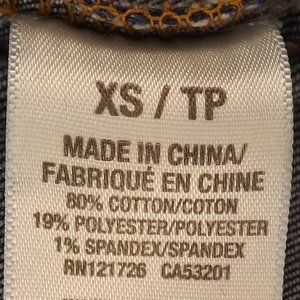 XS / TP
MADE IN CHINA/
FABRIQUÉ EN CHINE
80% COTTON/COTON
19% POLYESTER/POLYESTER
1% SPANDEX/SPANDEX
RN121726 CA53201